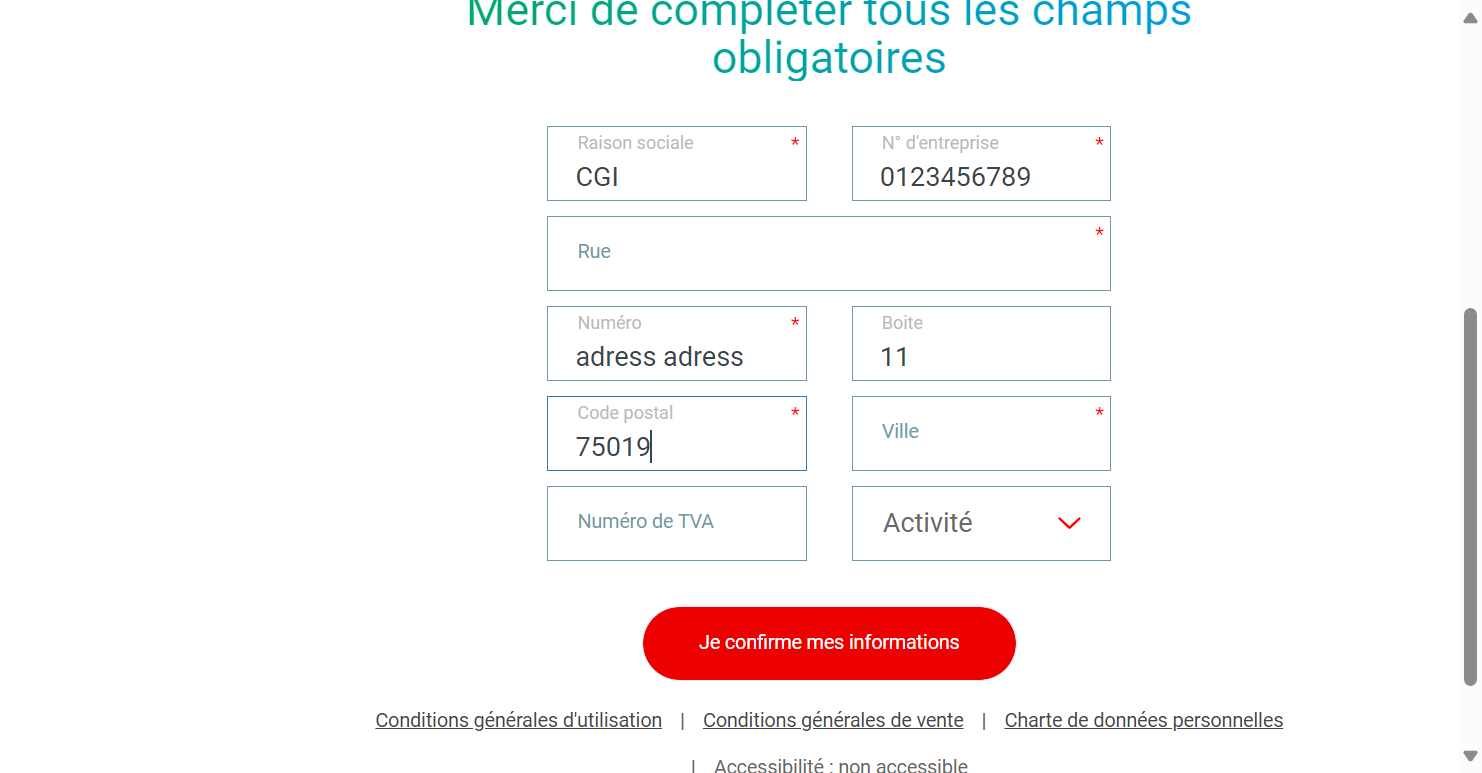 Merci de compléter tous les champs
obligatoires
Raison sociale *
CGI
N° d'entreprise *
0123456789
Rue *
Numéro *
adress adress
Boite
11
Code postal *
75019
Ville *
Numéro de TVA
Activité
Je confirme mes informations
Conditions générales d'utilisation | Conditions générales de vente | Charte de données personnelles
| Accessibilité : non accessible